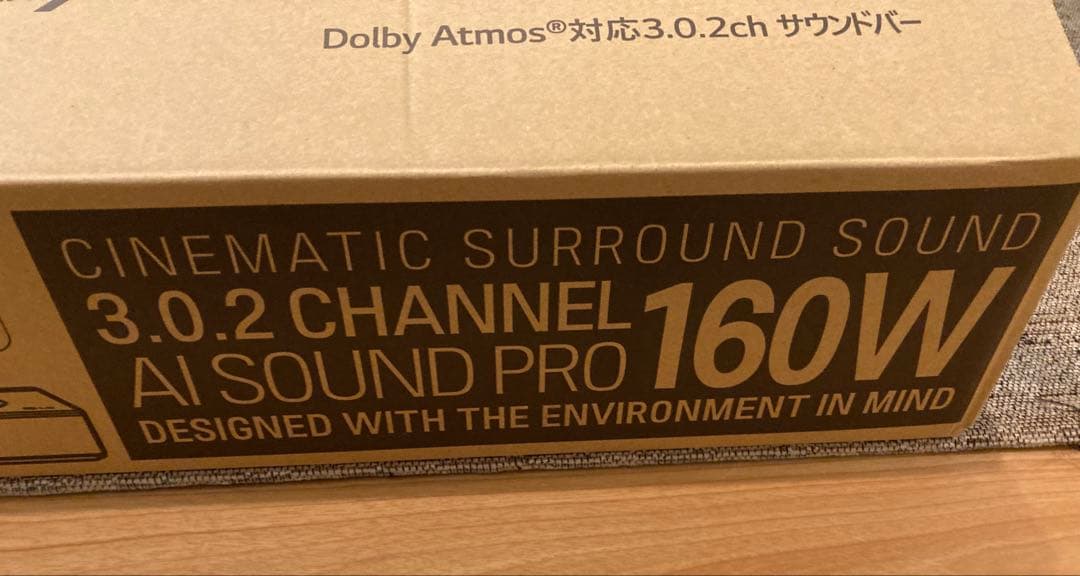 Dolby Atmos®対応3.0.2ch サウンドバー
CINEMATIC SURROUND SOUND
3.0.2 CHANNEL
AI SOUND PRO
160W
DESIGNED WITH THE ENVIRONMENT IN MIND